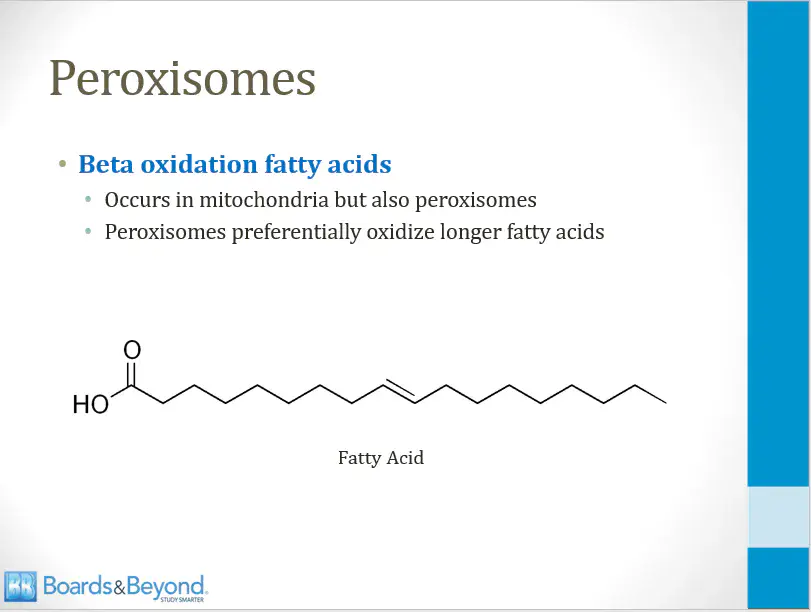 Peroxisomes
• Beta oxidation fatty acids
• Occurs in mitochondria but also peroxisomes
• Peroxisomes preferentially oxidize longer fatty acids
O
HO
Fatty Acid
BB Boards&Beyond®
STUDY SMARTER